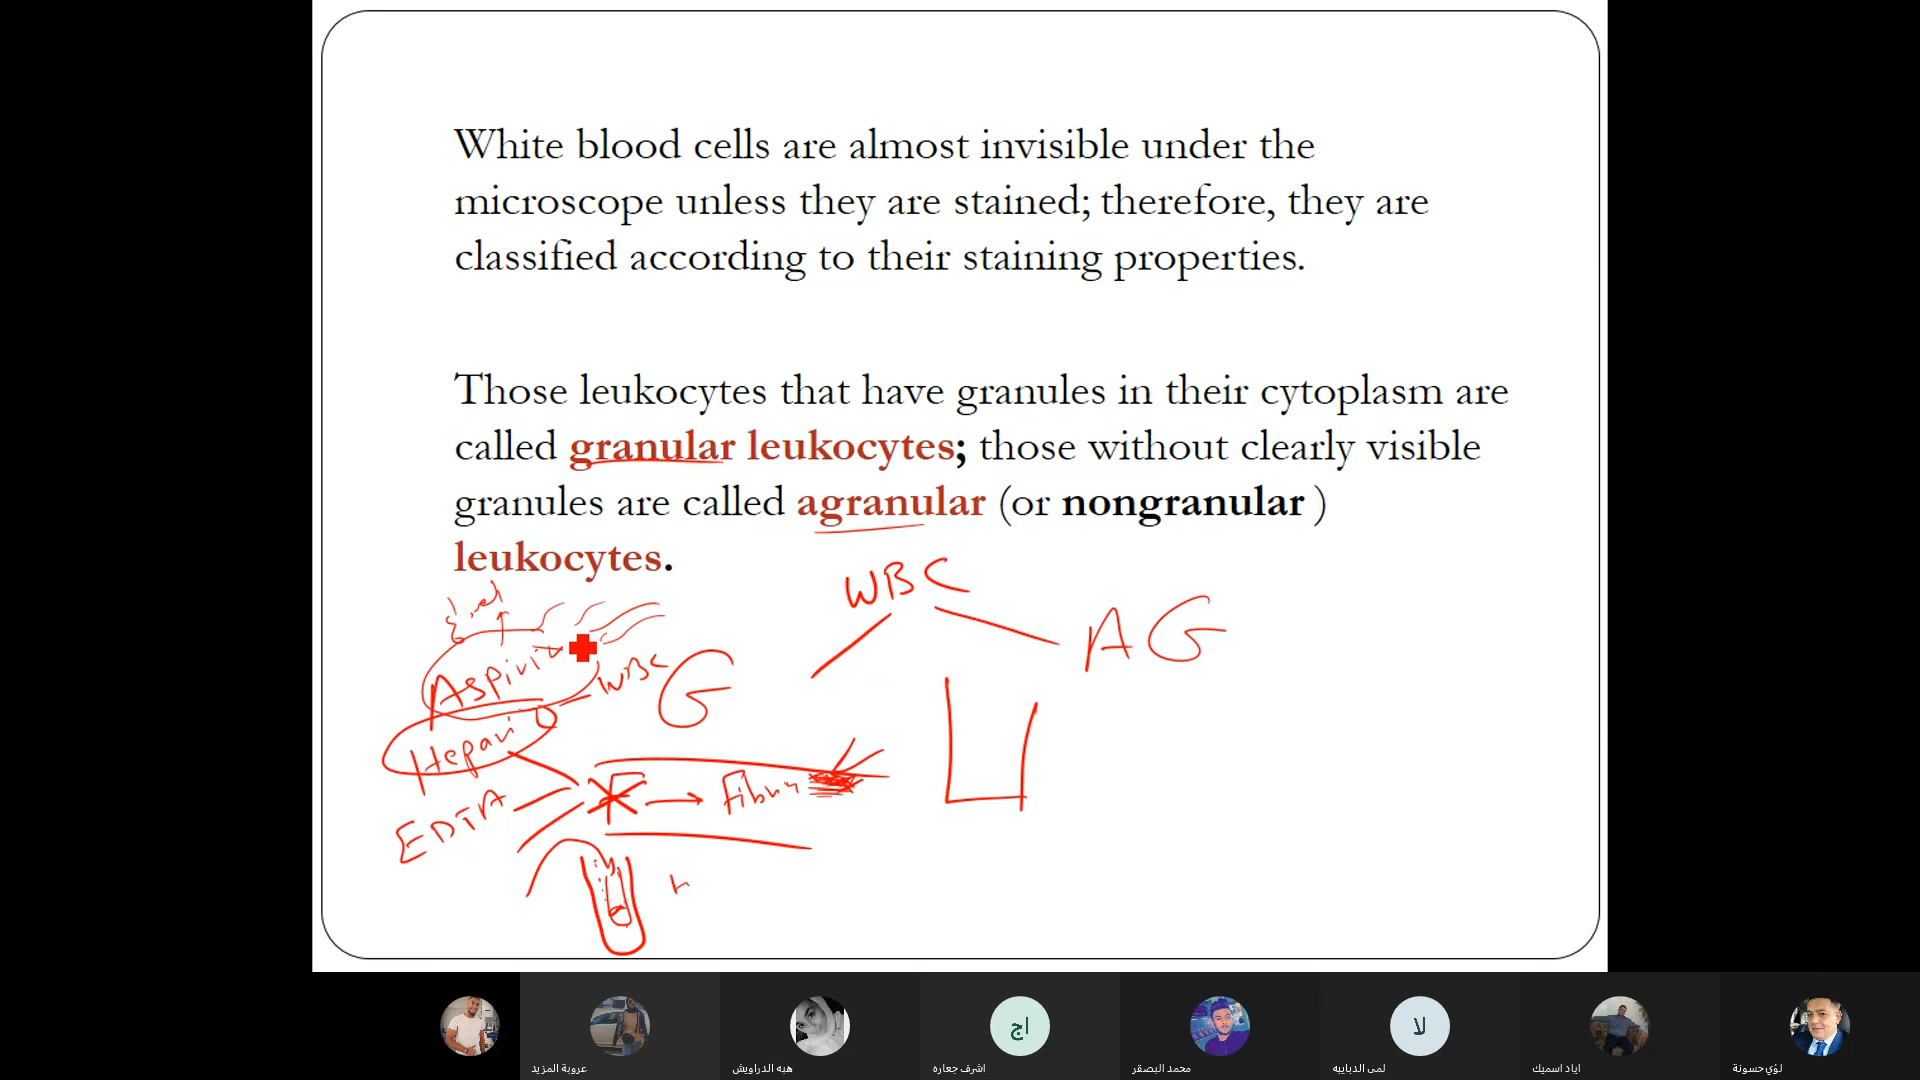 White blood cells are almost invisible under the
microscope unless they are stained; therefore, they are
classified according to their staining properties.
Those leukocytes that have granules in their cytoplasm are
called granular leukocytes; those without clearly visible
granules are called agranular (or nongranular )
leukocytes.
WBC
G
AG
Aspirin
WBC
Hepari
EDTA
Fibrin
عروبة المزيد
هبه الدراويش
اج
اشرف جعاره
محمد البصقر
لا
لمى الدبايبه
اياد اسميك
لؤي حسونة